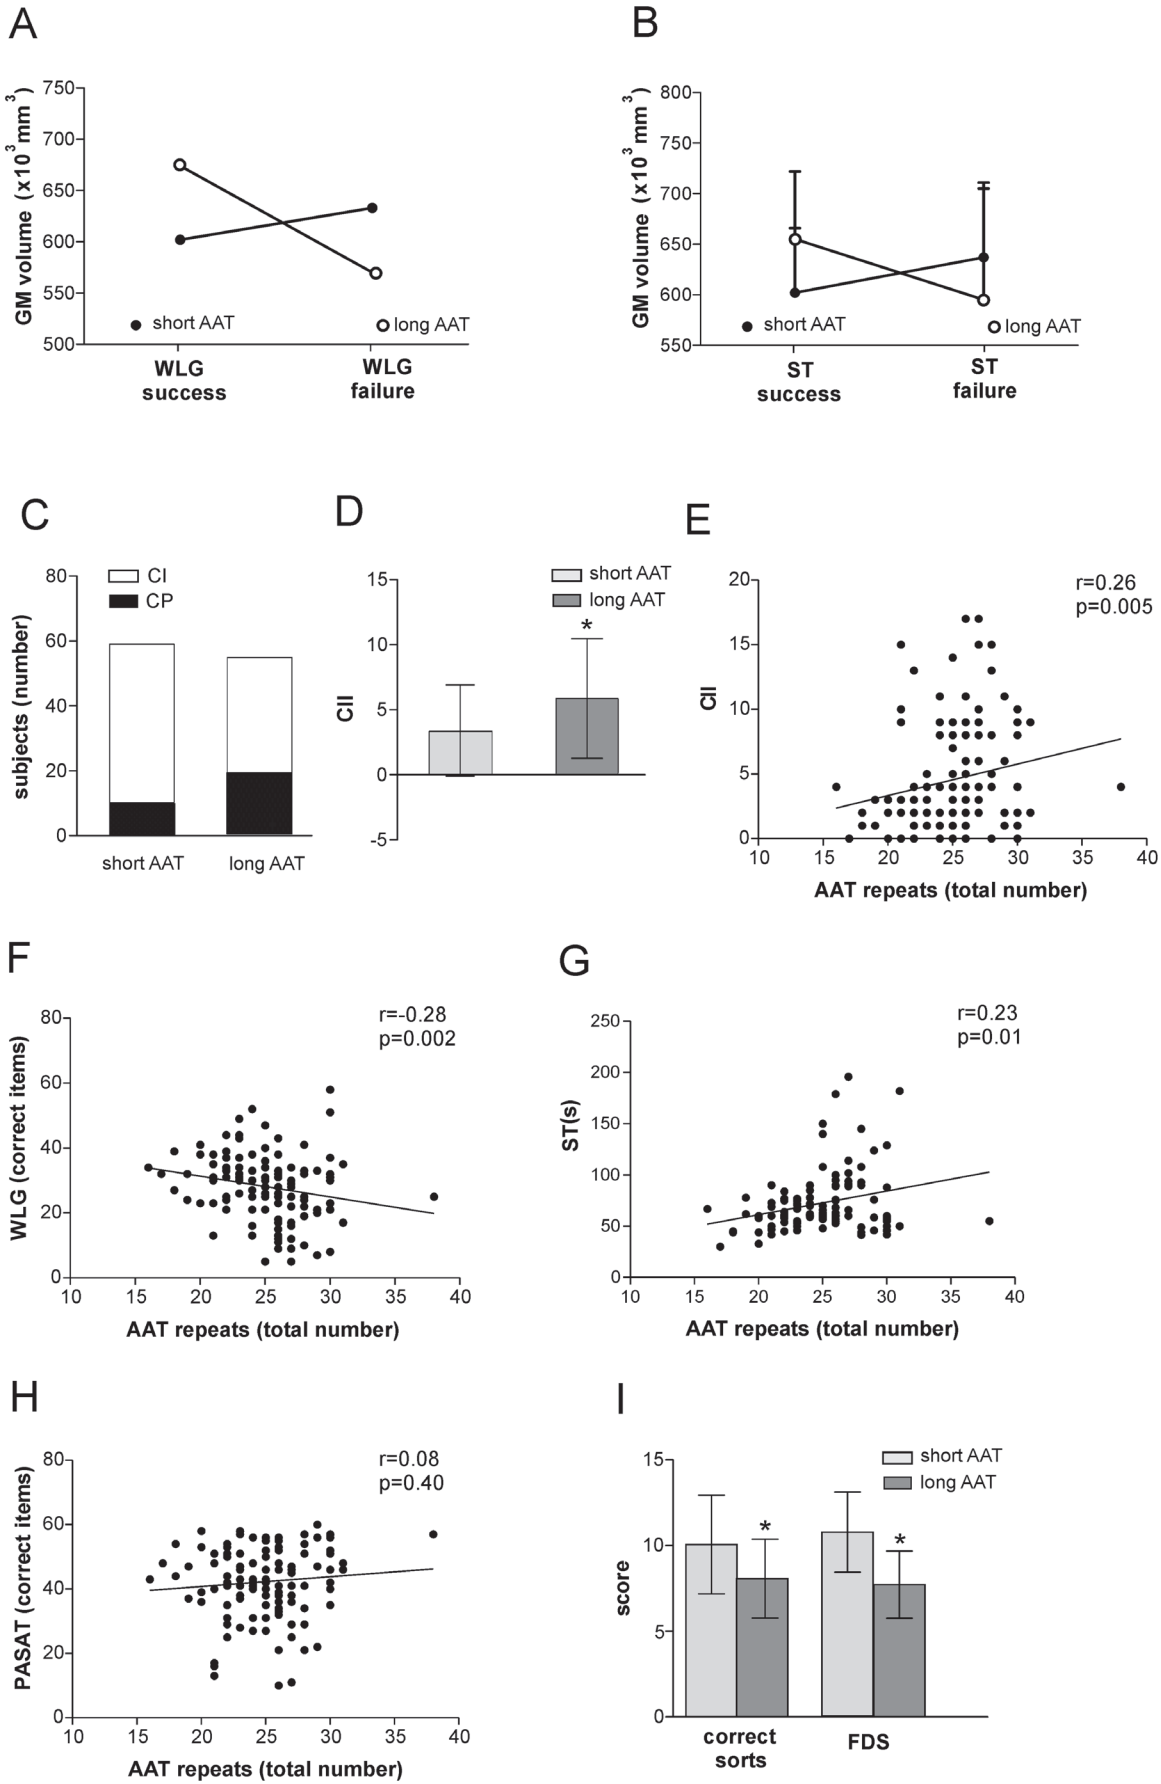 A
GM volume (x10³ mm³)
750
700
650
600
550
500
short AAT
long AAT
WLG
success
WLG
failure
B
GM volume (x10³ mm³)
800
750
700
650
600
550
short AAT
long AAT
ST
success
ST
failure
C
subjects (number)
80
60
40
20
0
CI
CP
short AAT
long AAT
D
CII
15
10
5
0
-5
short AAT
long AAT
*
E
CII
20
15
10
5
0
r=0.26
p=0.005
10
15
20
25
30
35
40
AAT repeats (total number)
F
WLG (correct items)
80
60
40
20
0
r=-0.28
p=0.002
10
15
20
25
30
35
40
AAT repeats (total number)
G
ST(s)
250
200
150
100
50
0
r=0.23
p=0.01
10
15
20
25
30
35
40
AAT repeats (total number)
H
PASAT (correct items)
80
60
40
20
0
r=0.08
p=0.40
10
15
20
25
30
35
40
AAT repeats (total number)
I
score
15
10
5
0
short AAT
long AAT
*
*
correct
sorts
FDS